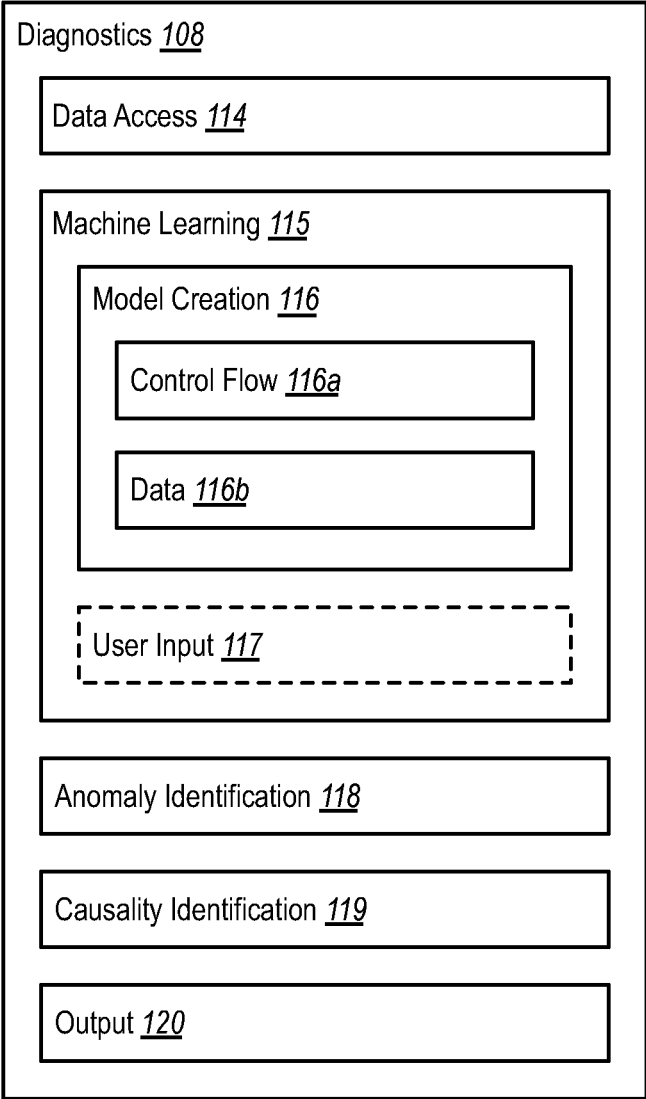 Diagnostics 108
Data Access 114
Machine Learning 115
Model Creation 116
Control Flow 116a
Data 116b
User Input 117
Anomaly Identification 118
Causality Identification 119
Output 120